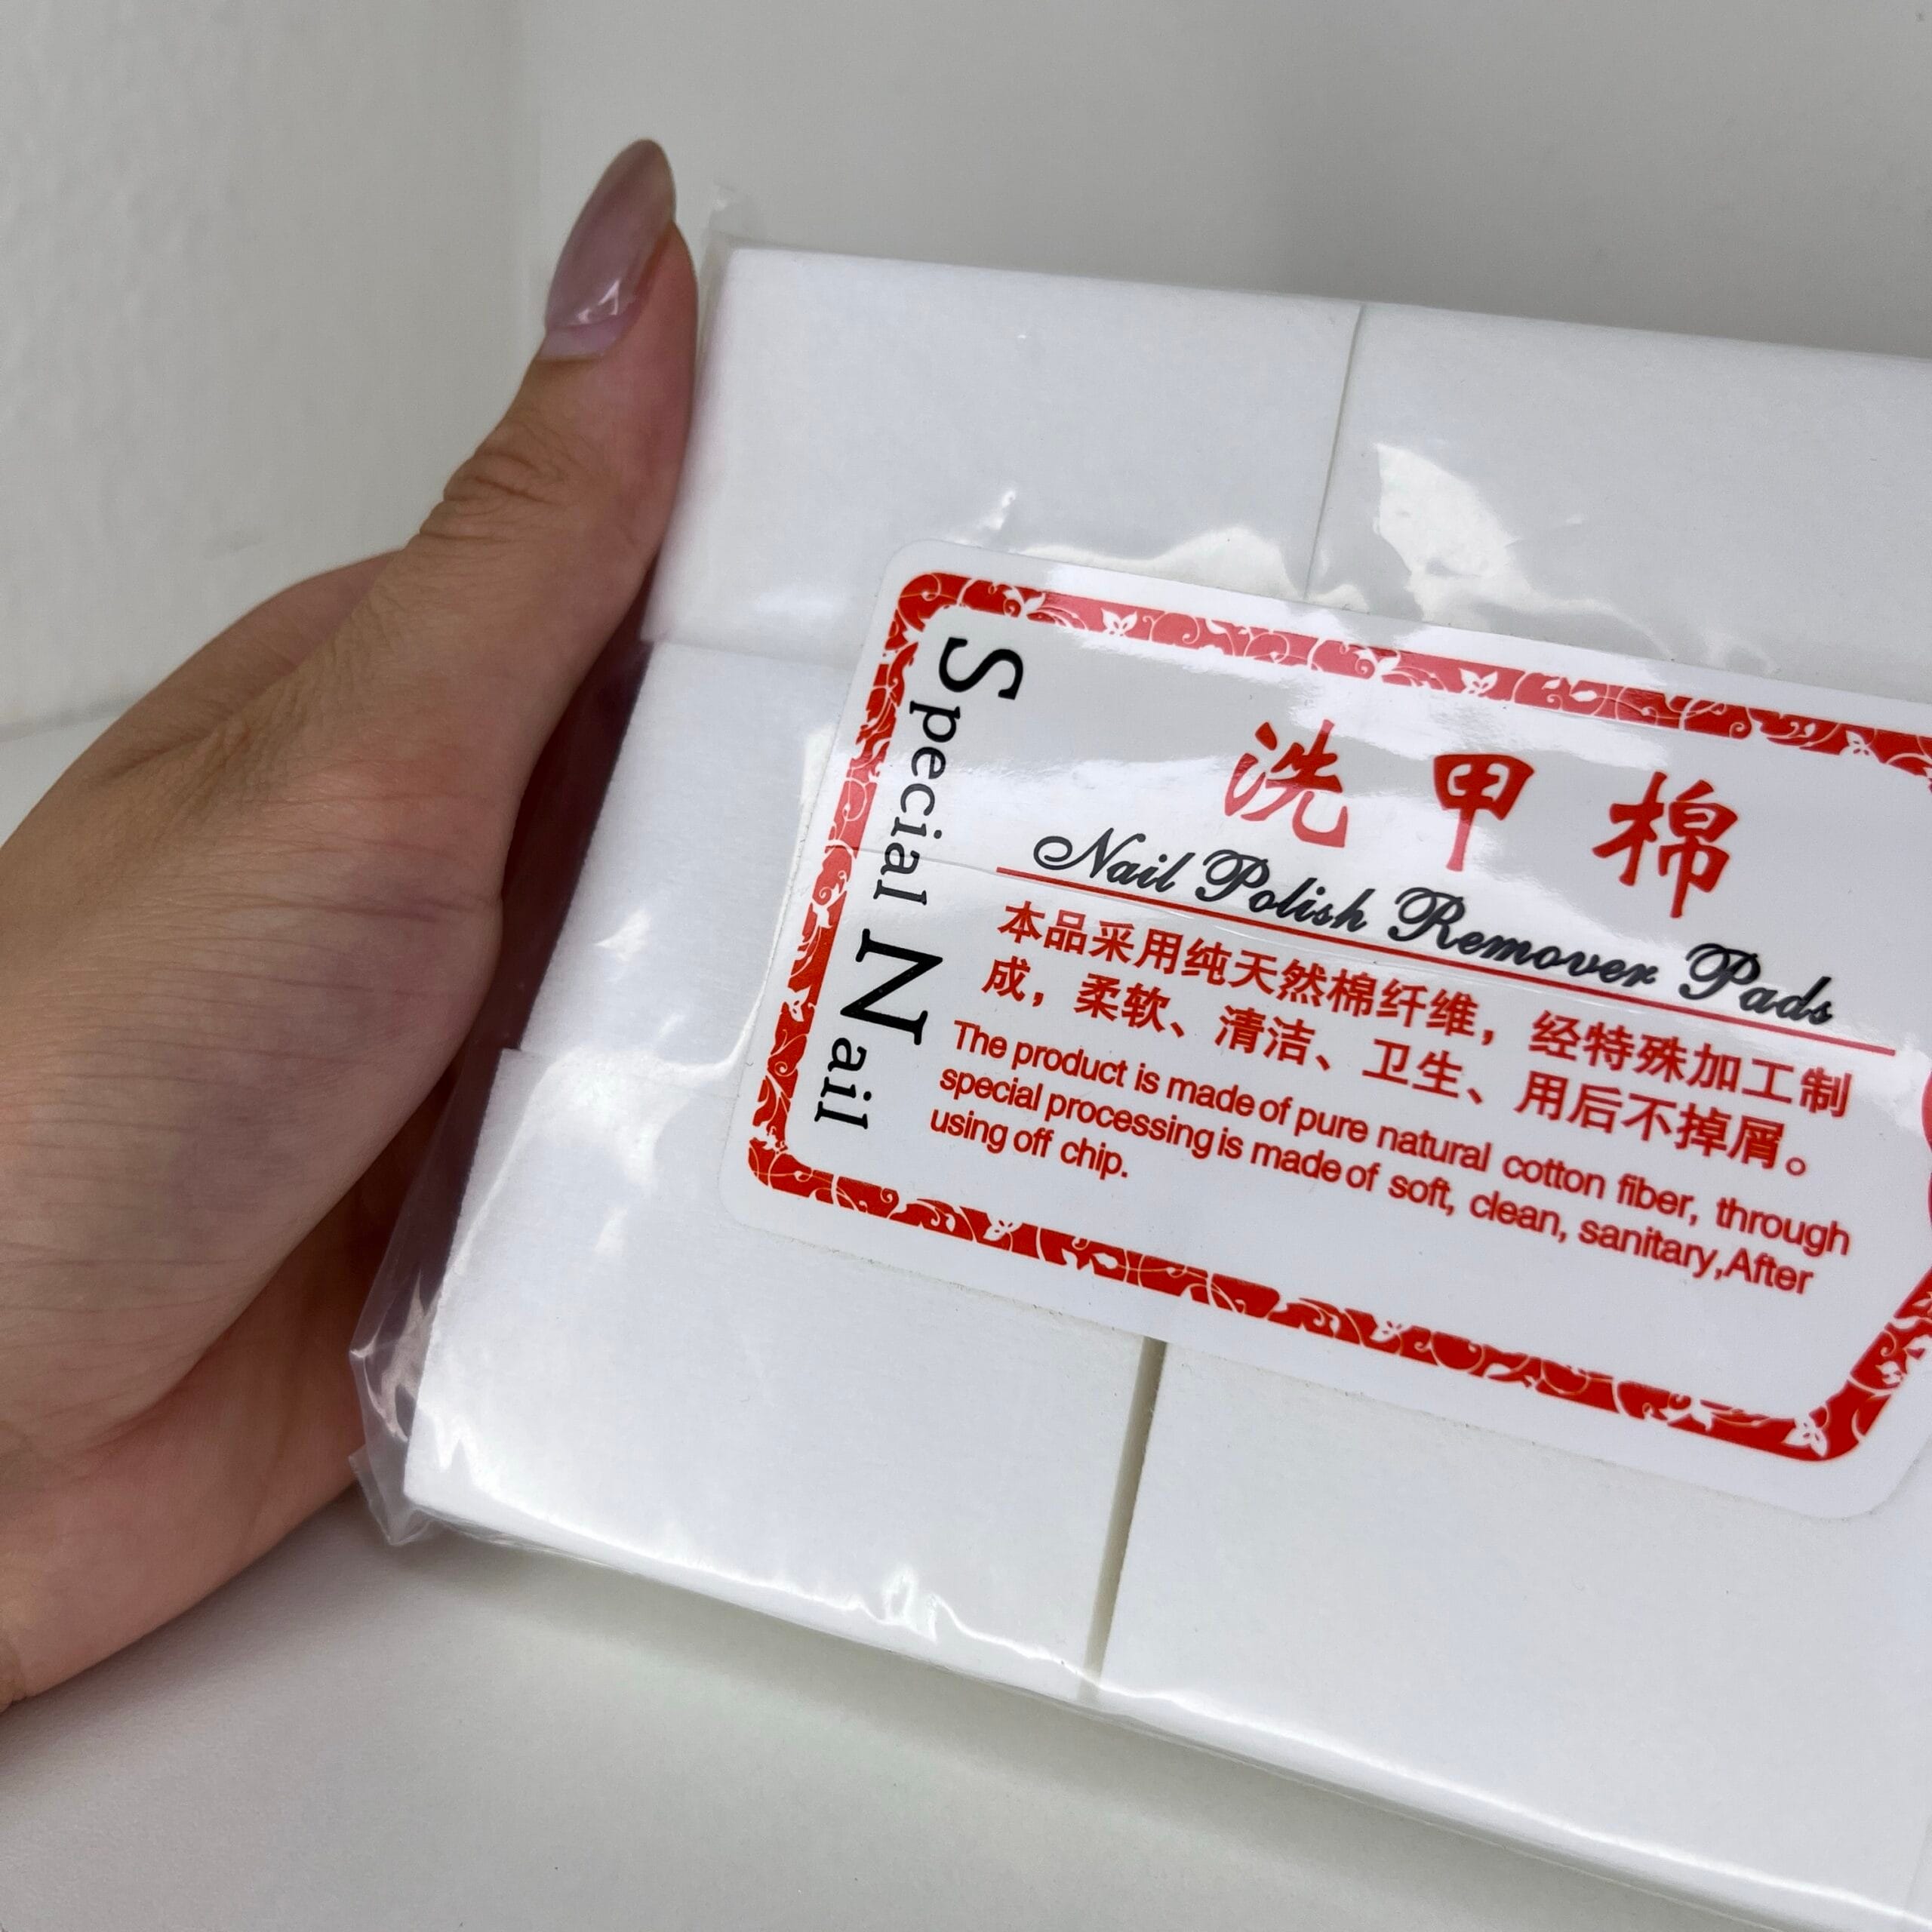 Special Nail
洗甲棉
Nail Polish Remover Pads
本品采用纯天然棉纤维，经特殊加工制
成，柔软、清洁、卫生、用后不掉屑。
The product is made of pure natural cotton fiber, through
special processing is made of soft, clean, sanitary,After
using off chip.